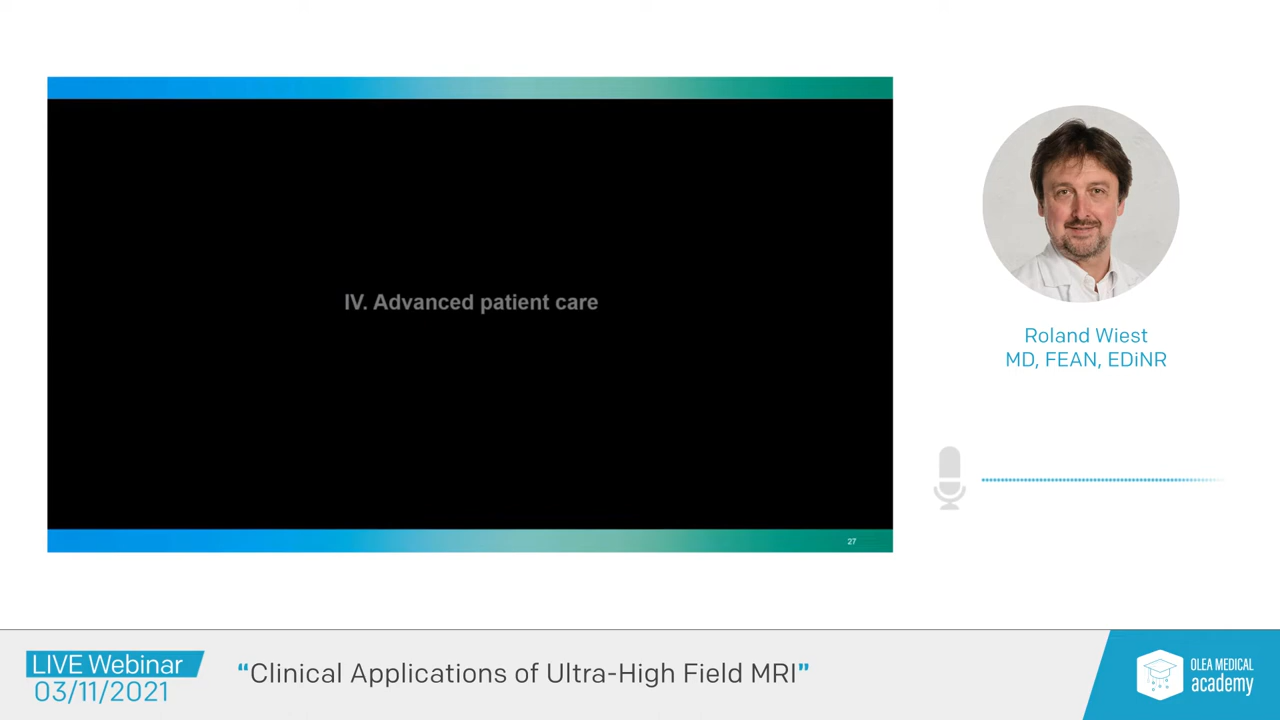 IV. Advanced patient care
27
Roland Wiest
MD, FEAN, EDiNR
LIVE Webinar
03/11/2021
“Clinical Applications of Ultra-High Field MRI”
OLEA MEDICAL
academy